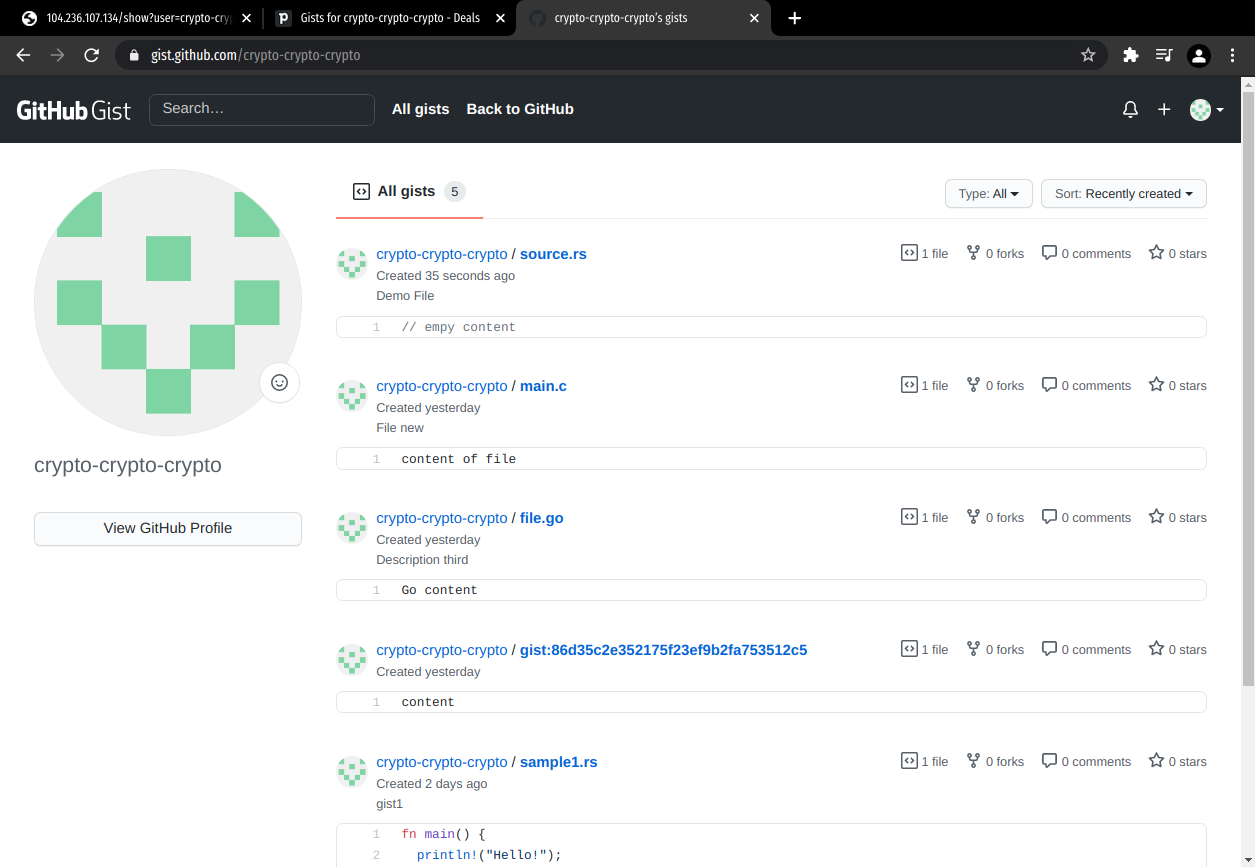 104.236.107.134/show?user=crypto-cry
Gists for crypto-crypto-crypto - Deals
crypto-crypto-crypto's gists
gist.github.com/crypto-crypto-crypto
GitHub Gist
Search…
All gists
Back to GitHub
All gists 5
Type: All
Sort: Recently created
crypto-crypto-crypto / source.rs
1 file
0 forks
0 comments
0 stars
Created 35 seconds ago
Demo File
1 // empy content
crypto-crypto-crypto / main.c
1 file
0 forks
0 comments
0 stars
Created yesterday
File new
1 content of file
crypto-crypto-crypto
View GitHub Profile
crypto-crypto-crypto / file.go
1 file
0 forks
0 comments
0 stars
Created yesterday
Description third
1 Go content
crypto-crypto-crypto / gist:86d35c2e352175f23ef9b2fa753512c5
1 file
0 forks
0 comments
0 stars
Created yesterday
1 content
crypto-crypto-crypto / sample1.rs
1 file
0 forks
0 comments
0 stars
Created 2 days ago
gist1
1 fn main() {
2 println!("Hello!");